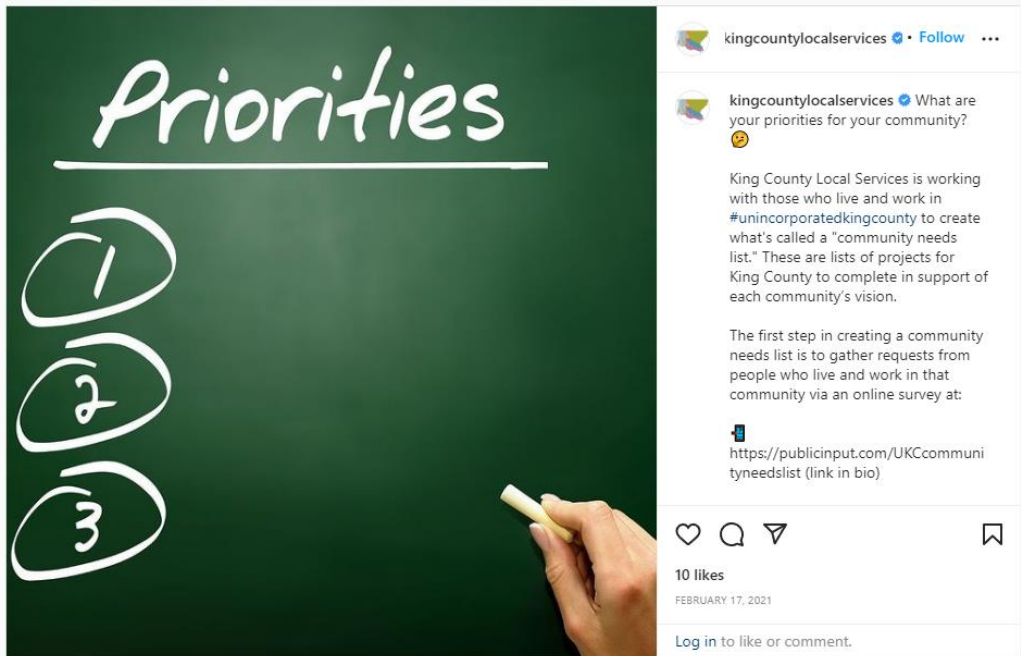 Priorities
1
2
3
kingcountylocalservices • Follow •••
kingcountylocalservices What are
your priorities for your community?
🤔
King County Local Services is working
with those who live and work in
#unincorporatedkingcounty to create
what's called a "community needs
list." These are lists of projects for
King County to complete in support of
each community's vision.
The first step in creating a community
needs list is to gather requests from
people who live and work in that
community via an online survey at:
📲
https://publicinput.com/UKCcommuni
tyneedslist (link in bio)
10 likes
FEBRUARY 17, 2021
Log in to like or comment.